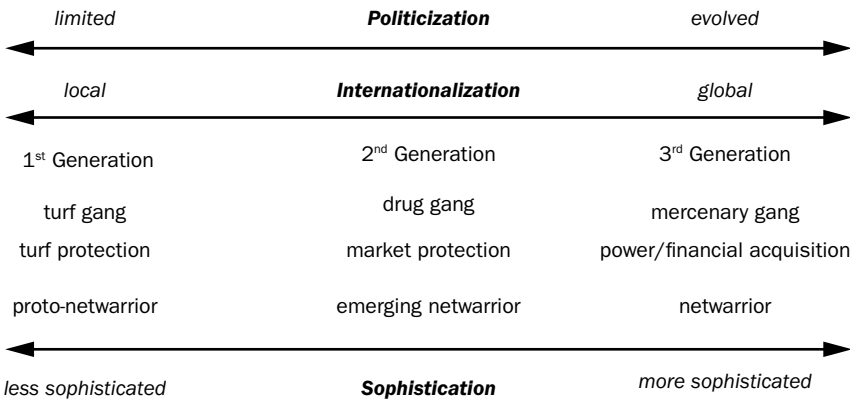 limited Politicization evolved
local Internationalization global
1st Generation 2nd Generation 3rd Generation
turf gang drug gang mercenary gang
turf protection market protection power/financial acquisition
proto-netwarrior emerging netwarrior netwarrior
less sophisticated Sophistication more sophisticated